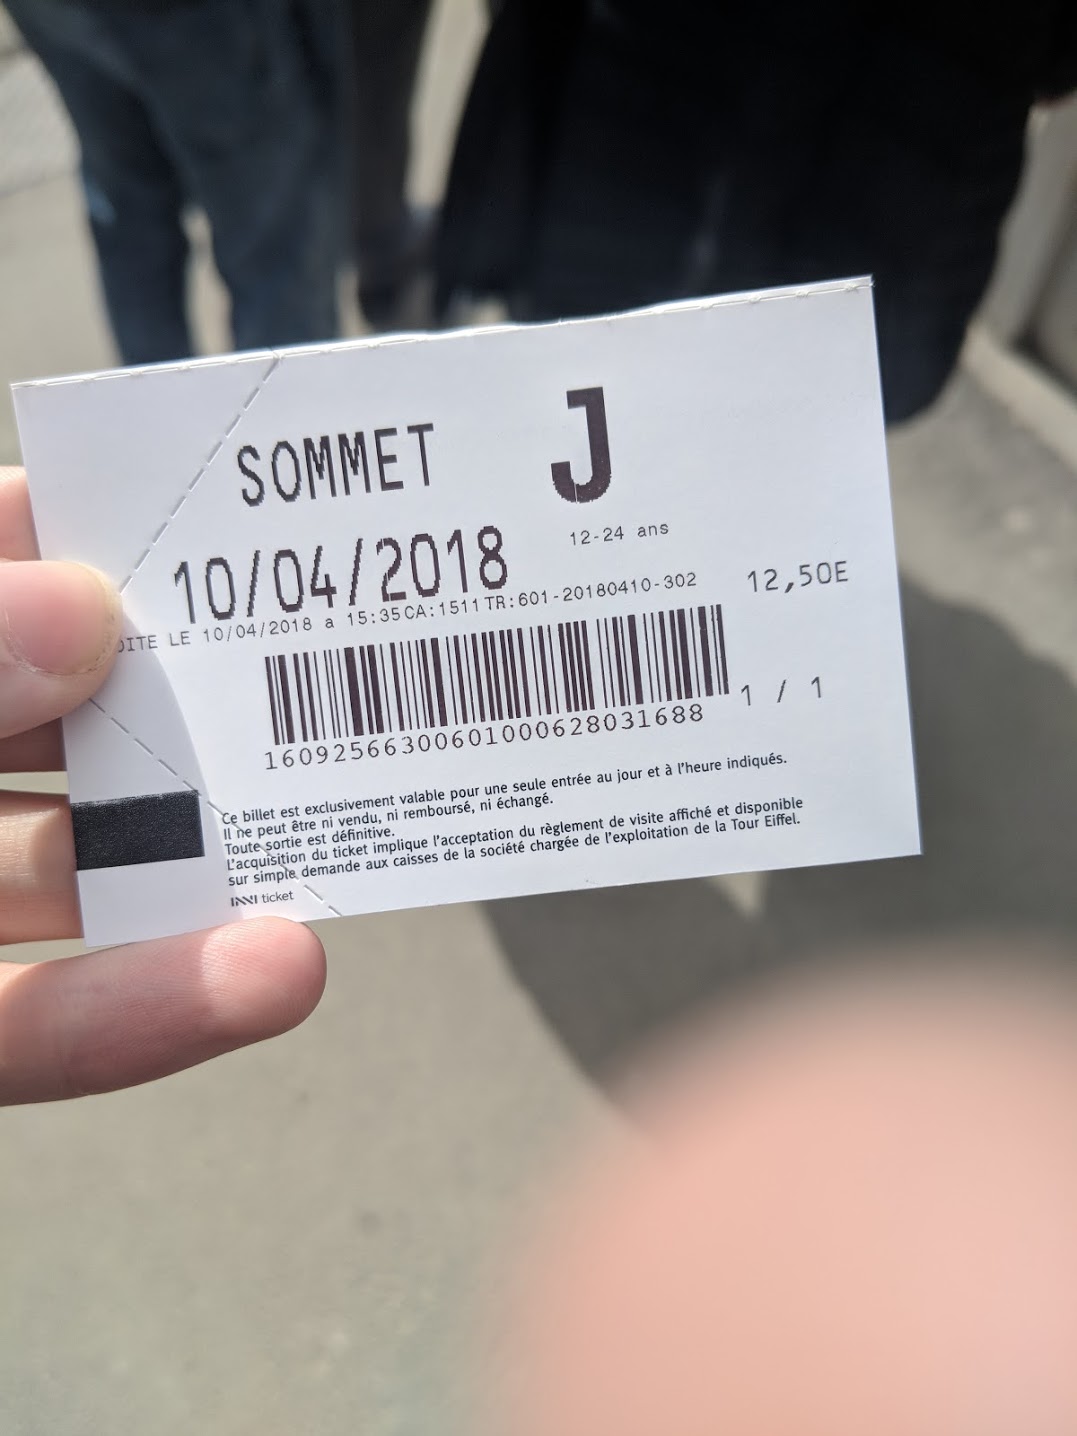 SOMMET J
12-24 ans
10/04/2018
DITE LE 10/04/2018 a 15:35 CA:1511 TR:601-20180410-302
12,50E
1609256630060100062803​1688
1 / 1
Ce billet est exclusivement valable pour une seule entrée au jour et à l'heure indiqués.
Il ne peut être ni vendu, ni remboursé, ni échangé.
Toute sortie est définitive.
L'acquisition du ticket implique l'acceptation du règlement de visite affiché et disponible
sur simple demande aux caisses de la société chargée de l'exploitation de la Tour Eiffel.
ticket